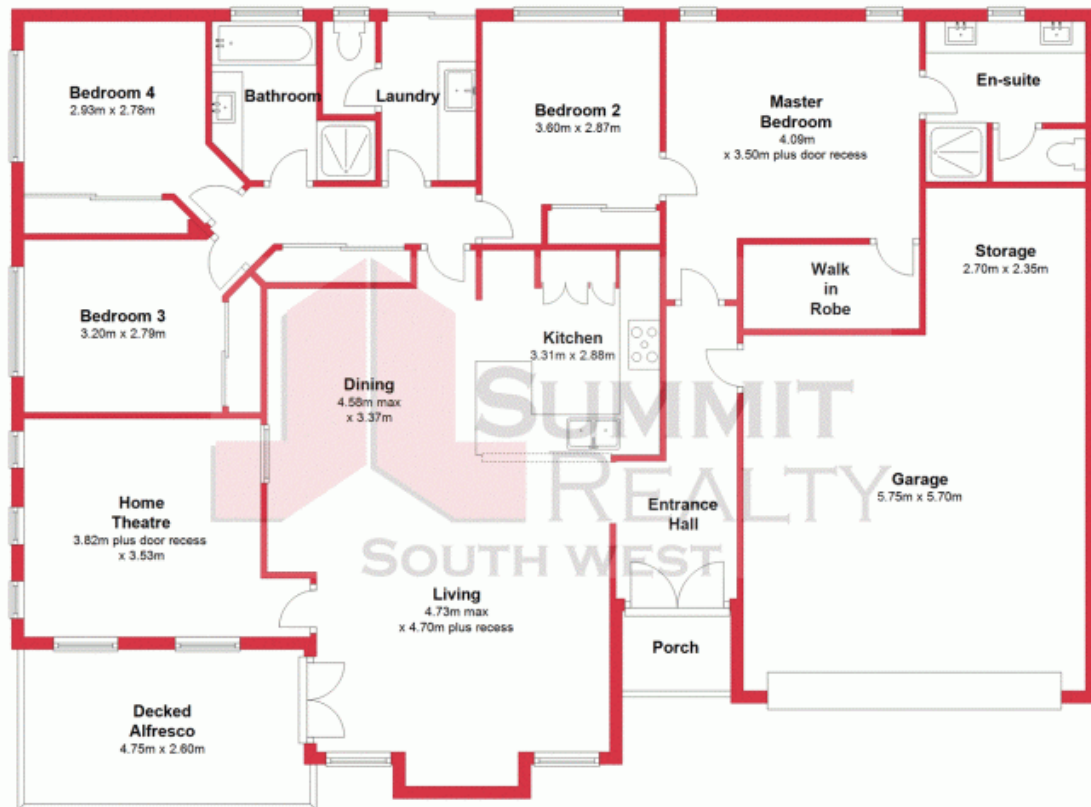 Bedroom 4
2.93m x 2.78m
Bathroom
Laundry
Bedroom 2
3.60m x 2.87m
Master
Bedroom
4.09m
x 3.50m plus door recess
En-suite
Storage
2.70m x 2.35m
Walk
in
Robe
Bedroom 3
3.20m x 2.79m
Kitchen
3.31m x 2.88m
Dining
4.58m max
x 3.37m
SUMMIT
REALTY
SOUTH WEST
Home
Theatre
3.82m plus door recess
x 3.53m
Entrance
Hall
Garage
5.75m x 5.70m
Living
4.73m max
x 4.70m plus recess
Porch
Decked
Alfresco
4.75m x 2.60m